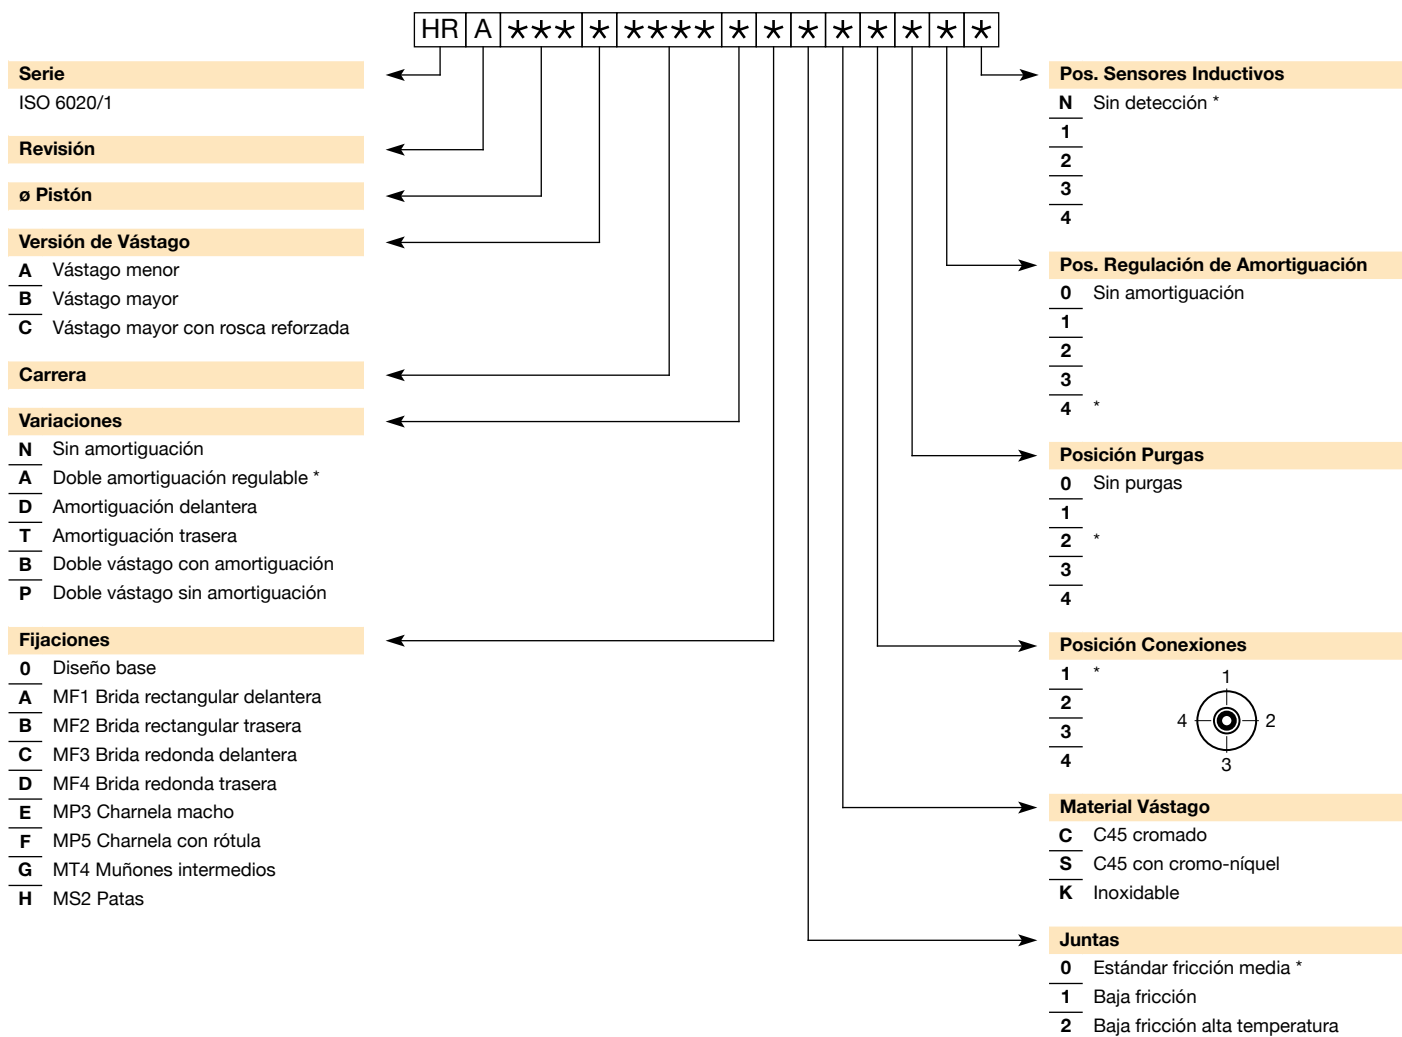 HR A *** * **** * * * * * * * *
Serie
ISO 6020/1
Revisión
ø Pistón
Versión de Vástago
A Vástago menor
B Vástago mayor
C Vástago mayor con rosca reforzada
Carrera
Variaciones
N Sin amortiguación
A Doble amortiguación regulable *
D Amortiguación delantera
T Amortiguación trasera
B Doble vástago con amortiguación
P Doble vástago sin amortiguación
Fijaciones
0 Diseño base
A MF1 Brida rectangular delantera
B MF2 Brida rectangular trasera
C MF3 Brida redonda delantera
D MF4 Brida redonda trasera
E MP3 Charnela macho
F MP5 Charnela con rótula
G MT4 Muñones intermedios
H MS2 Patas
Pos. Sensores Inductivos
N Sin detección *
1
2
3
4
Pos. Regulación de Amortiguación
0 Sin amortiguación
1
2
3
4 *
Posición Purgas
0 Sin purgas
1
2 *
3
4
Posición Conexiones
1 *
2
3
4
1
4 2
3
Material Vástago
C C45 cromado
S C45 con cromo-níquel
K Inoxidable
Juntas
0 Estándar fricción media *
1 Baja fricción
2 Baja fricción alta temperatura